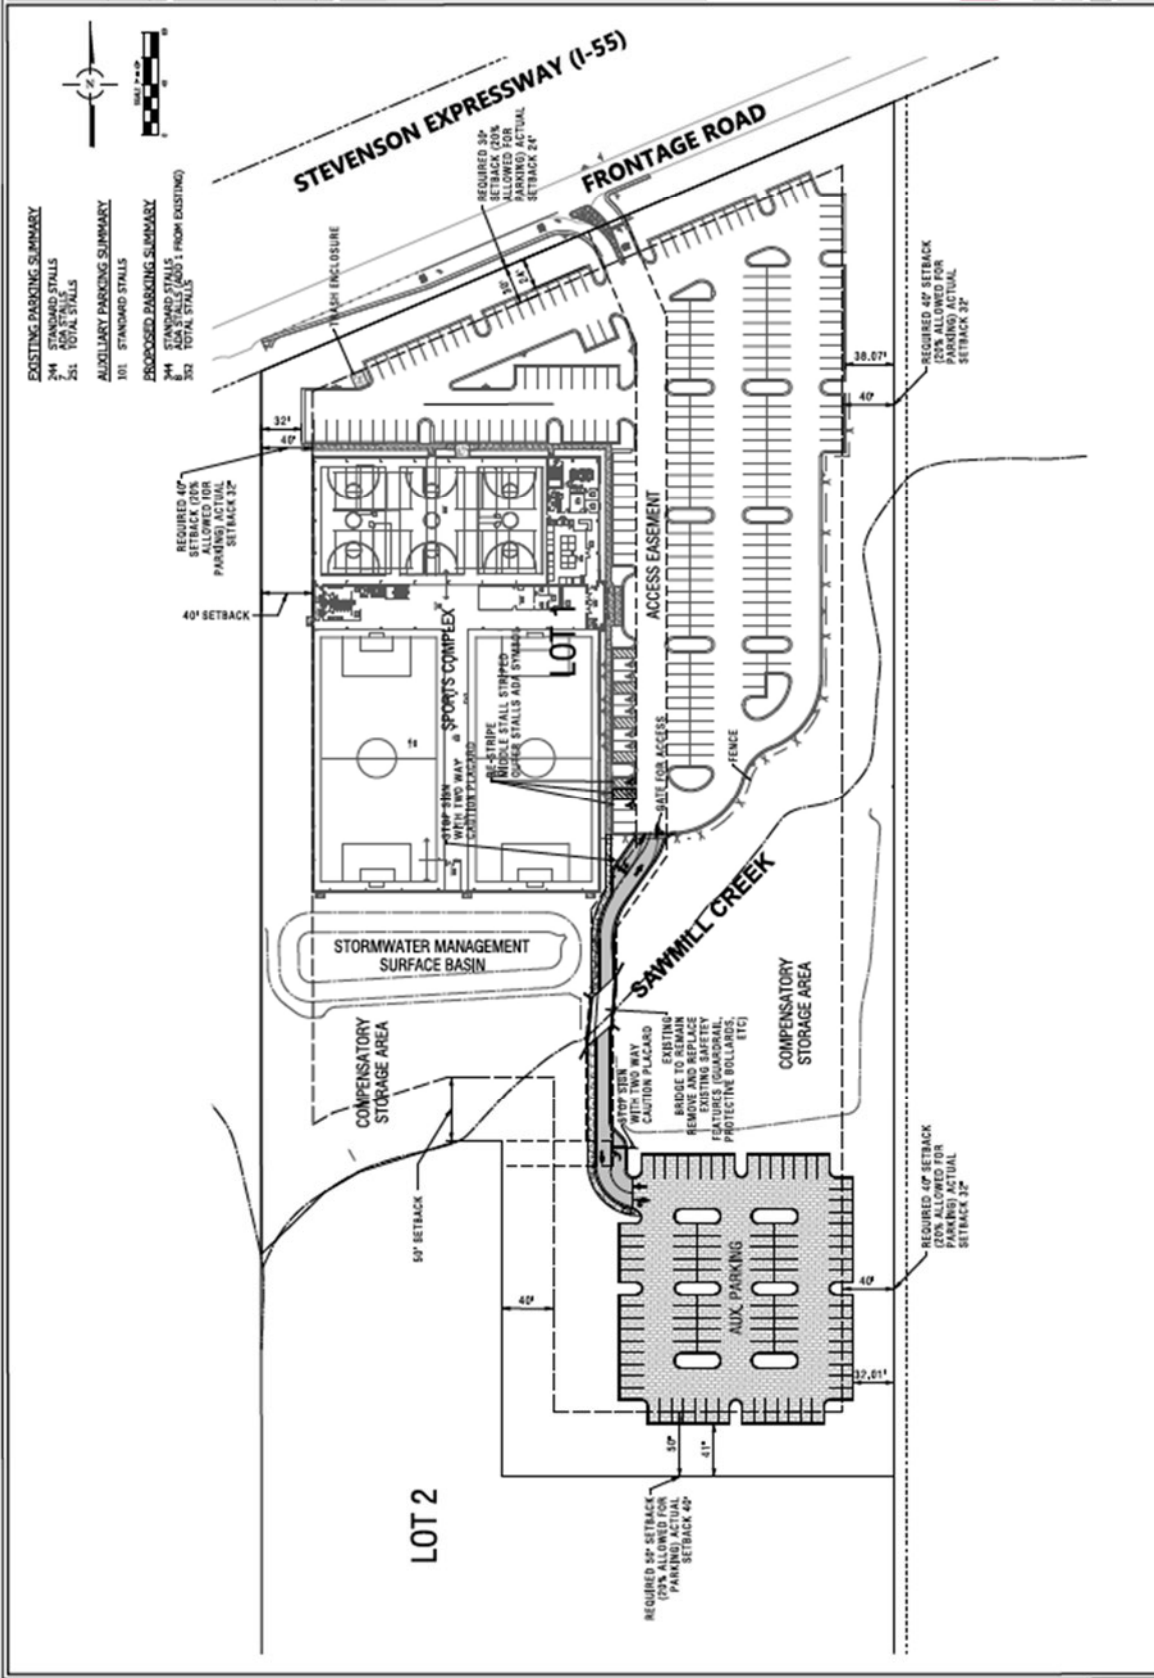 EXISTING PARKING SUMMARY
244 STANDARD STALLS
7 ADA STALLS
251 TOTAL STALLS
AUXILIARY PARKING SUMMARY
101 STANDARD STALLS
PROPOSED PARKING SUMMARY
344 STANDARD STALLS
8 ADA STALLS (ADD 1 FROM EXISTING)
352 TOTAL STALLS
N
STEVENSON EXPRESSWAY (I-55)
FRONTAGE ROAD
REQUIRED 30'
SETBACK (20%
ALLOWED FOR
PARKING) ACTUAL
SETBACK 24'
30'
24'
TRASH ENCLOSURE
32'
40'
REQUIRED 40'
SETBACK (20%
ALLOWED FOR
PARKING) ACTUAL
SETBACK 32'
40' SETBACK
38.07'
40'
REQUIRED 40' SETBACK
(20% ALLOWED FOR
PARKING) ACTUAL
SETBACK 32'
ACCESS EASEMENT
LOT 1
SPORTS COMPLEX
RE-STRIPE
MIDDLE STALL STRIPED
OUTER STALLS ADA SYMBOL
STOP SIGN
WITH TWO WAY
CAUTION PLACARD
GATE FOR ACCESS
FENCE
SAWMILL CREEK
STORMWATER MANAGEMENT
SURFACE BASIN
COMPENSATORY
STORAGE AREA
COMPENSATORY
STORAGE AREA
EXISTING
BRIDGE TO REMAIN
REMOVE AND REPLACE
EXISTING SAFETEY
FEATURES (GUARDRAIL,
PROTECTIVE BOLLARDS,
ETC)
STOP SIGN
WITH TWO WAY
CAUTION PLACARD
50' SETBACK
40'
AUX. PARKING
40'
32.01'
REQUIRED 40' SETBACK
(20% ALLOWED FOR
PARKING) ACTUAL
SETBACK 32'
50'
41'
REQUIRED 50' SETBACK
(20% ALLOWED FOR
PARKING) ACTUAL
SETBACK 40'
LOT 2